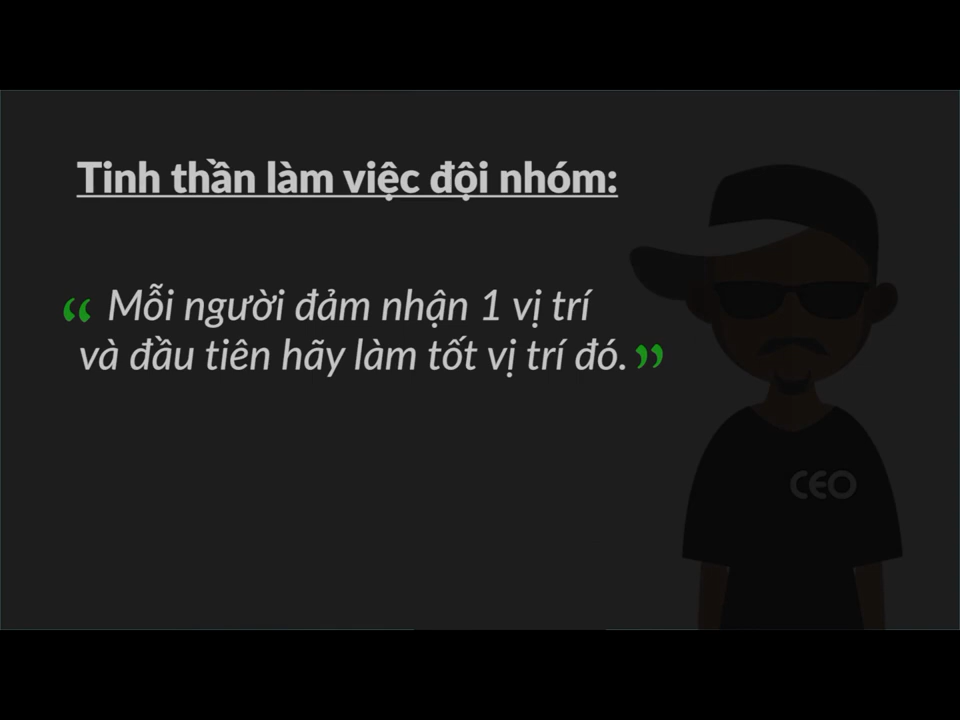 Tinh thần làm việc đội nhóm:
“ Mỗi người đảm nhận 1 vị trí
và đầu tiên hãy làm tốt vị trí đó.”
CEO